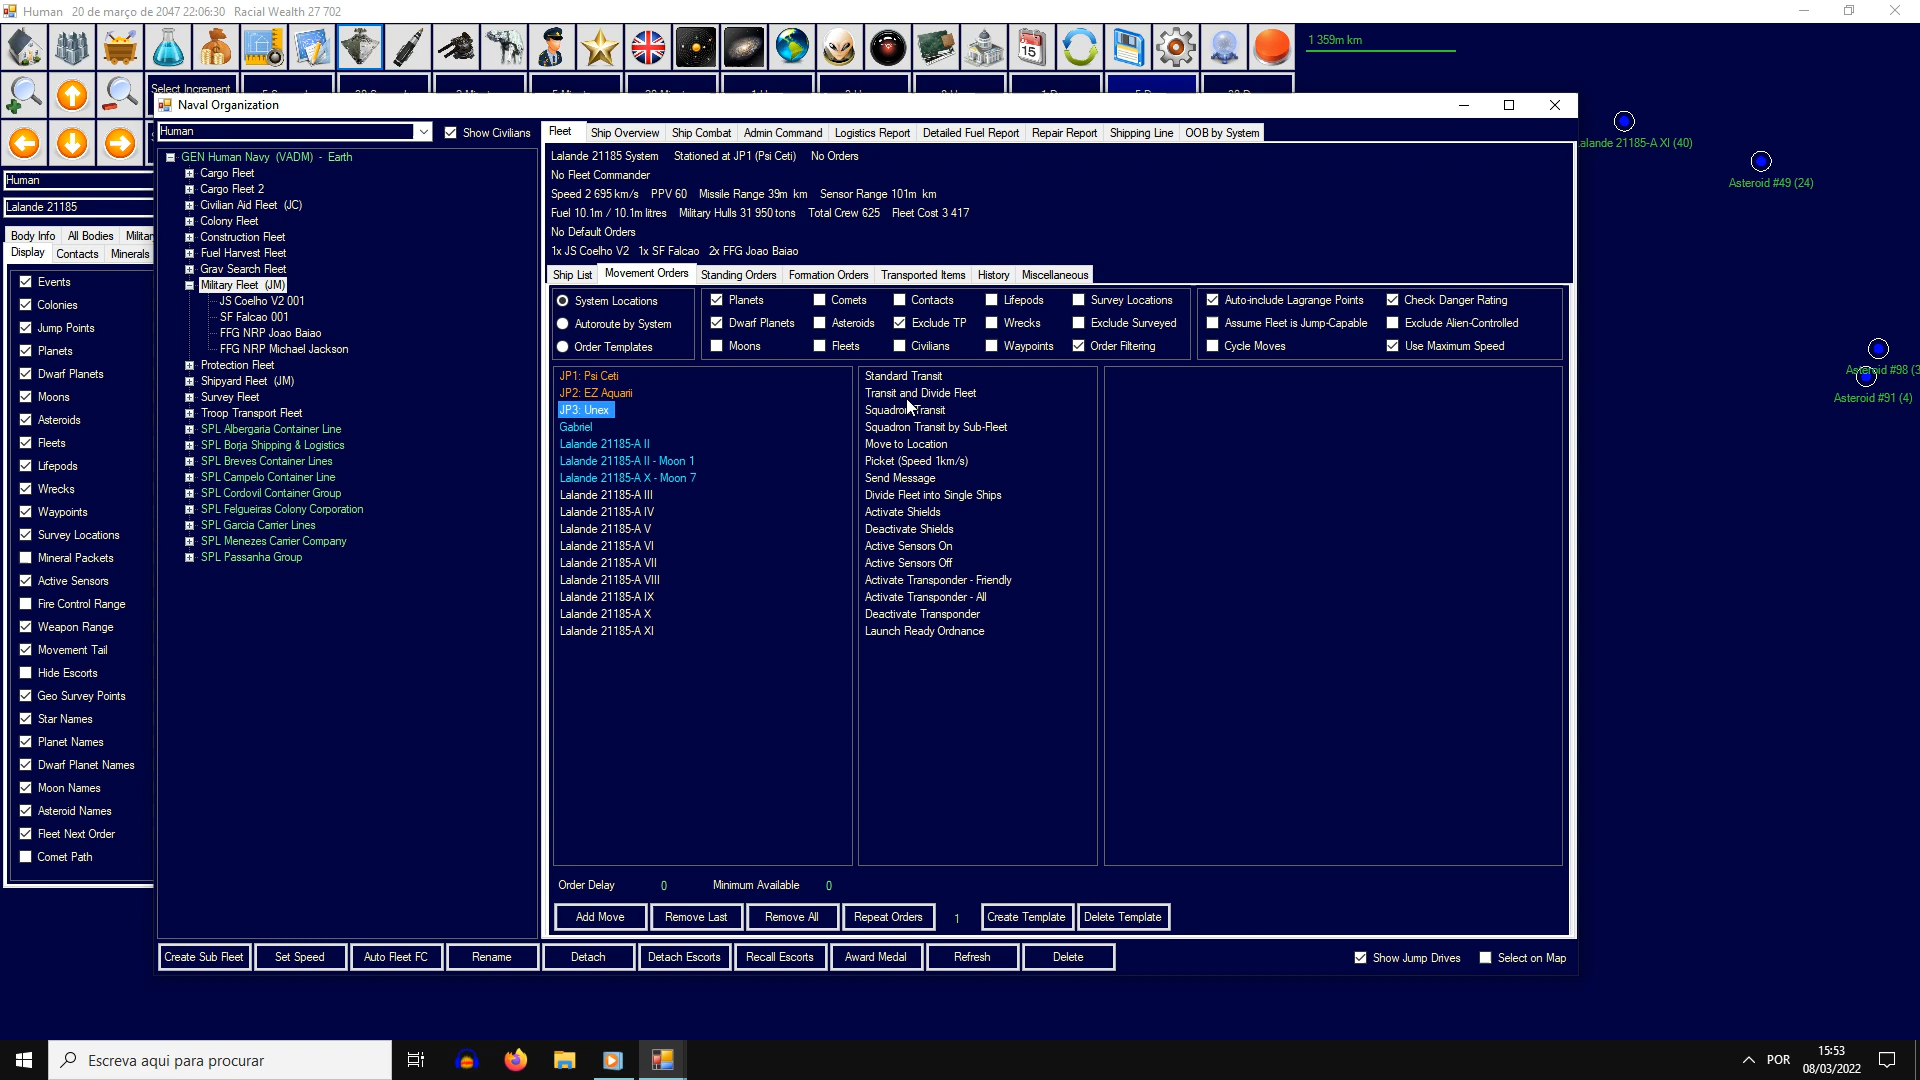 Human 20 de março de 2047 22:06:30 Racial Wealth 27 702
1 359m km
Select Increment
Human
Lalande 21185
Body Info All Bodies Militar
Display Contacts Minerals
Events
Colonies
Jump Points
Planets
Dwarf Planets
Moons
Asteroids
Fleets
Lifepods
Wrecks
Waypoints
Survey Locations
Mineral Packets
Active Sensors
Fire Control Range
Weapon Range
Movement Tail
Hide Escorts
Geo Survey Points
Star Names
Planet Names
Dwarf Planet Names
Moon Names
Asteroid Names
Fleet Next Order
Comet Path
Naval Organization
Human
Show Civilians
GEN Human Navy (VADM) - Earth
Cargo Fleet
Cargo Fleet 2
Civilian Aid Fleet (JC)
Colony Fleet
Construction Fleet
Fuel Harvest Fleet
Grav Search Fleet
Military Fleet (JM)
JS Coelho V2 001
SF Falcao 001
FFG NRP Joao Baiao
FFG NRP Michael Jackson
Protection Fleet
Shipyard Fleet (JM)
Survey Fleet
Troop Transport Fleet
SPL Albergaria Container Line
SPL Borja Shipping & Logistics
SPL Breves Container Lines
SPL Campelo Container Line
SPL Cordovil Container Group
SPL Felgueiras Colony Corporation
SPL Garcia Carrier Lines
SPL Menezes Carrier Company
SPL Passanha Group
Fleet Ship Overview Ship Combat Admin Command Logistics Report Detailed Fuel Report Repair Report Shipping Line OOB by System
Lalande 21185 System Stationed at JP1 (Psi Ceti) No Orders
No Fleet Commander
Speed 2 695 km/s PPV 60 Missile Range 39m km Sensor Range 101m km
Fuel 10.1m / 10.1m litres Military Hulls 31 950 tons Total Crew 625 Fleet Cost 3 417
No Default Orders
1x JS Coelho V2 1x SF Falcao 2x FFG Joao Baiao
Ship List Movement Orders Standing Orders Formation Orders Transported Items History Miscellaneous
System Locations
Autoroute by System
Order Templates
Planets Comets Contacts Lifepods Survey Locations
Dwarf Planets Asteroids Exclude TP Wrecks Exclude Surveyed
Moons Fleets Civilians Waypoints Order Filtering
Auto-include Lagrange Points Check Danger Rating
Assume Fleet is Jump-Capable Exclude Alien-Controlled
Cycle Moves Use Maximum Speed
JP1: Psi Ceti
JP2: EZ Aquarii
JP3: Unex
Gabriel
Lalande 21185-A II
Lalande 21185-A II - Moon 1
Lalande 21185-A X - Moon 7
Lalande 21185-A III
Lalande 21185-A IV
Lalande 21185-A V
Lalande 21185-A VI
Lalande 21185-A VII
Lalande 21185-A VIII
Lalande 21185-A IX
Lalande 21185-A X
Lalande 21185-A XI
Standard Transit
Transit and Divide Fleet
Squadron Transit
Squadron Transit by Sub-Fleet
Move to Location
Picket (Speed 1km/s)
Send Message
Divide Fleet into Single Ships
Activate Shields
Deactivate Shields
Active Sensors On
Active Sensors Off
Activate Transponder - Friendly
Activate Transponder - All
Deactivate Transponder
Launch Ready Ordnance
Order Delay 0 Minimum Available 0
Add Move Remove Last Remove All Repeat Orders 1 Create Template Delete Template
Create Sub Fleet Set Speed Auto Fleet FC Rename Detach Detach Escorts Recall Escorts Award Medal Refresh Delete
Show Jump Drives Select on Map
alande 21185-A XI (40)
Asteroid #49 (24)
Asteroid #98 (3
Asteroid #91 (4)
Escreva aqui para procurar
POR
15:53
08/03/2022